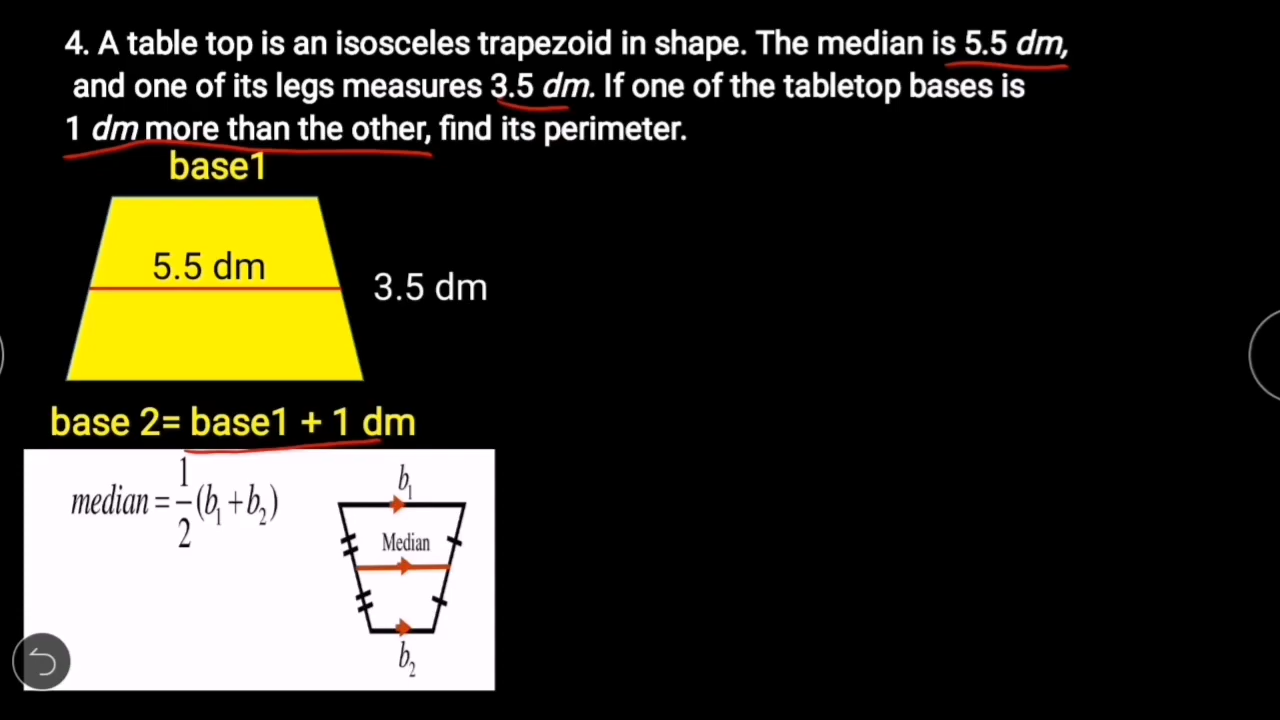 4. A table top is an isosceles trapezoid in shape. The median is 5.5 dm,
and one of its legs measures 3.5 dm. If one of the tabletop bases is
1 dm more than the other, find its perimeter.
base1
5.5 dm
3.5 dm
base 2= base1 + 1 dm
median = 1/2 (b₁ + b₂)
b₁
Median
b₂